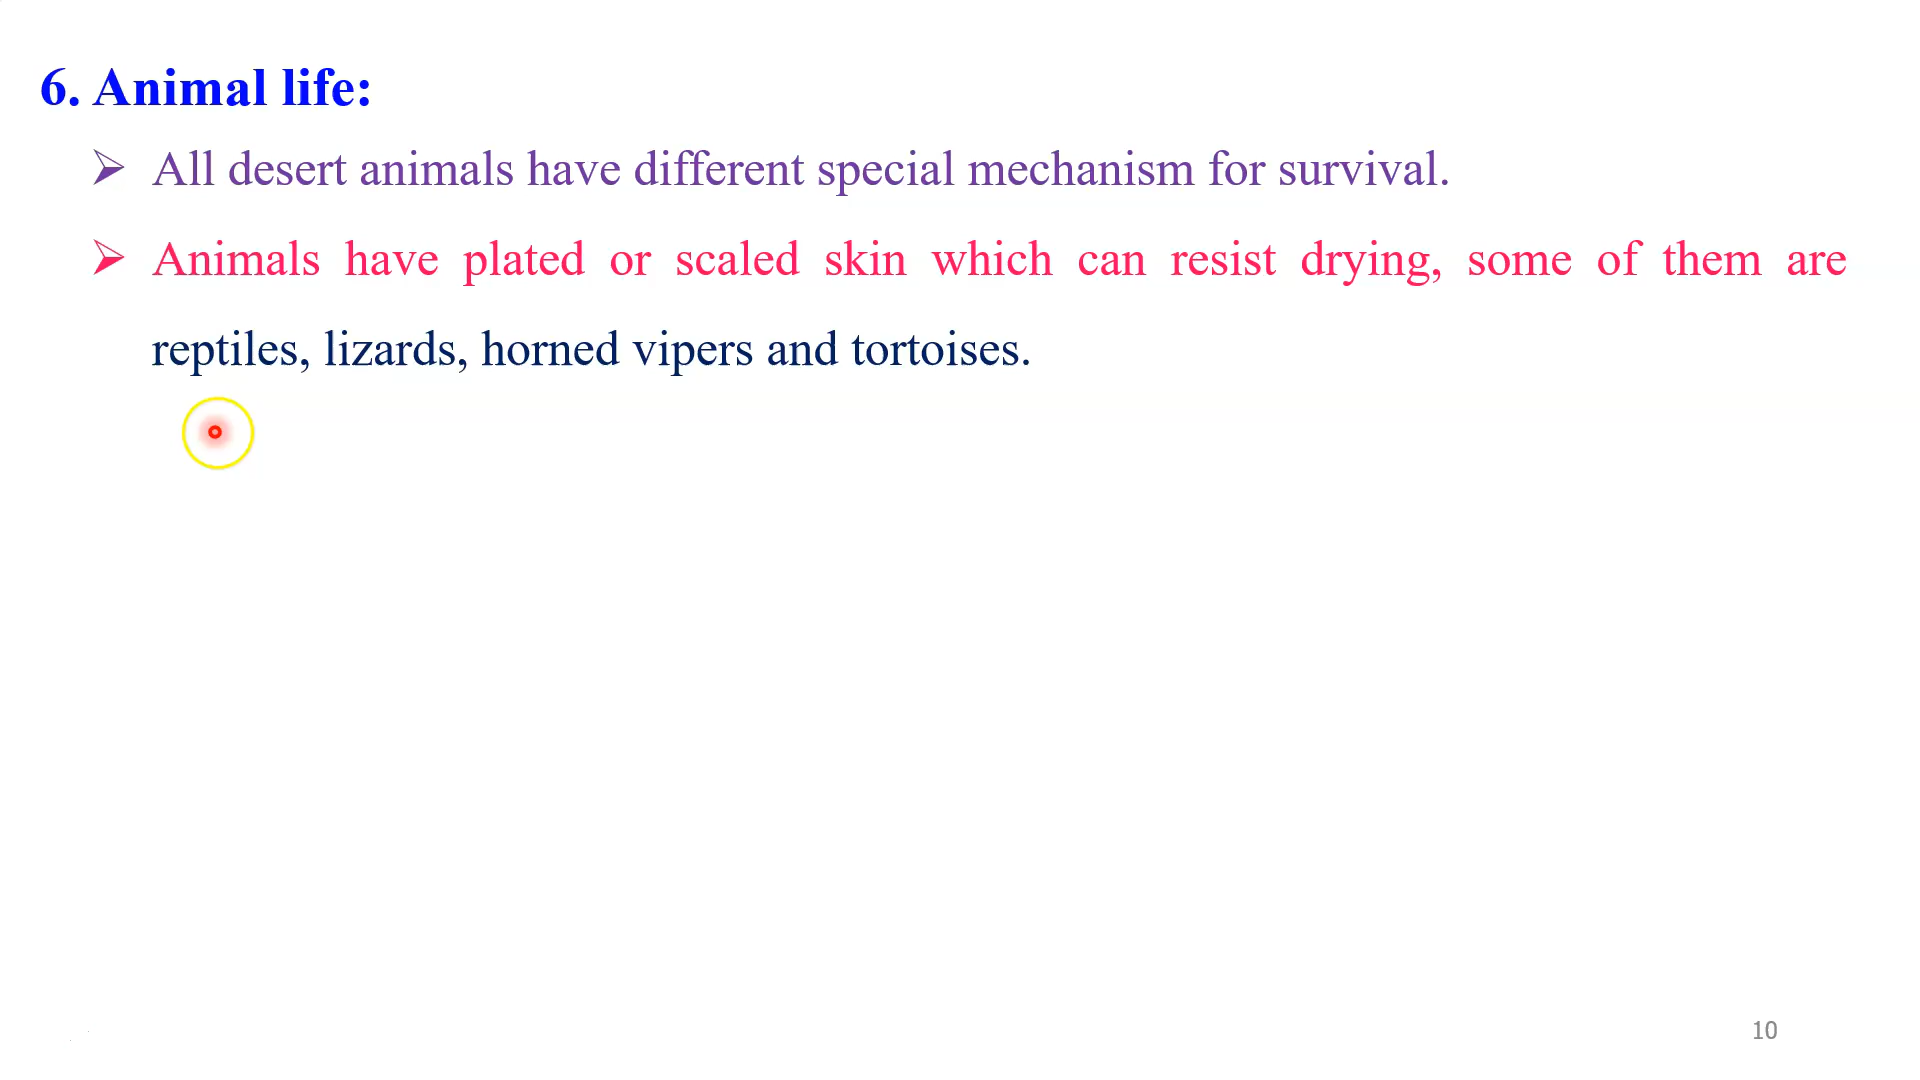 6. Animal life:
➢ All desert animals have different special mechanism for survival.
➢ Animals have plated or scaled skin which can resist drying, some of them are
reptiles, lizards, horned vipers and tortoises.
10